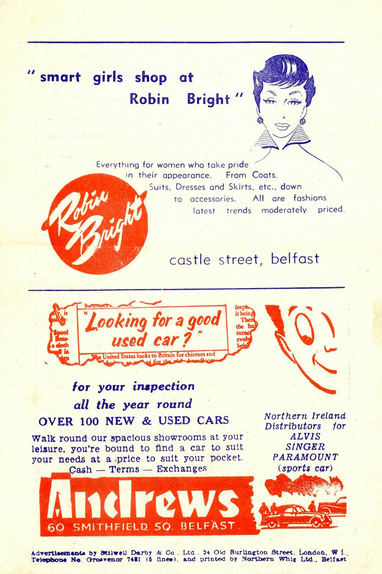 "smart girls shop at
Robin Bright"
Everything for women who take pride
in their appearance. From Coats,
Suits, Dresses and Skirts, etc., down
to accessories. All are fashions
latest trends moderately priced.
Robin
Bright
castle street, belfast
"Looking for a good
used car?"
The United States looks to Britain for chintzes and
for your inspection
all the year round
OVER 100 NEW & USED CARS
Walk round our spacious showrooms at your
leisure, you're bound to find a car to suit
your needs at a price to suit your pocket.
Cash — Terms — Exchanges
Northern Ireland
Distributors for
ALVIS
SINGER
PARAMOUNT
(sports car)
Andrews
60 SMITHFIELD SQ. BELFAST
Advertisements by Stilwell Darby & Co., Ltd., 24 Old Burlington Street, London, W 1.,
Telephone No. Grosvenor 7481 (5 lines), and printed by Northern Whig Ltd., Belfast